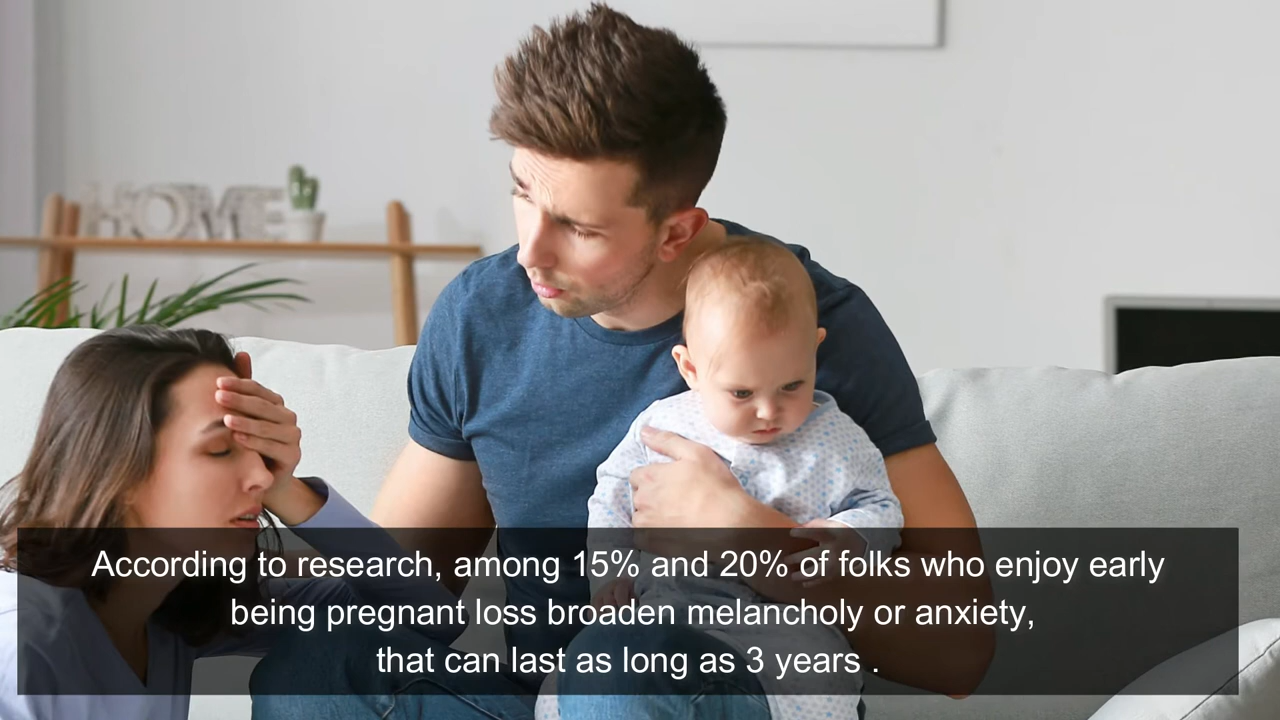 HOME
According to research, among 15% and 20% of folks who enjoy early
being pregnant loss broaden melancholy or anxiety,
that can last as long as 3 years .